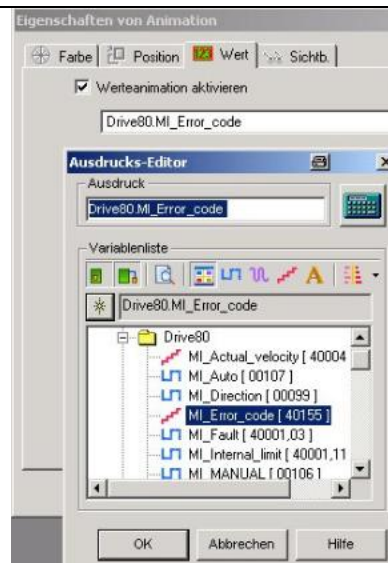 Eigenschaften von Animation
Farbe Position Wert Sichtb.
Werteanimation aktivieren
Drive80.MI_Error_code
Ausdrucks-Editor
Ausdruck
Drive80.MI_Error_code
Variablenliste
Drive80.MI_Error_code
Drive80
MI_Actual_velocity [ 40004
MI_Auto [ 00107 ]
MI_Direction [ 00099 ]
MI_Error_code [ 40155 ]
MI_Fault [ 40001,03 ]
MI_Internal_limit [ 40001,11
MI_MANUAL [ 00106 ]
OK Abbrechen Hilfe